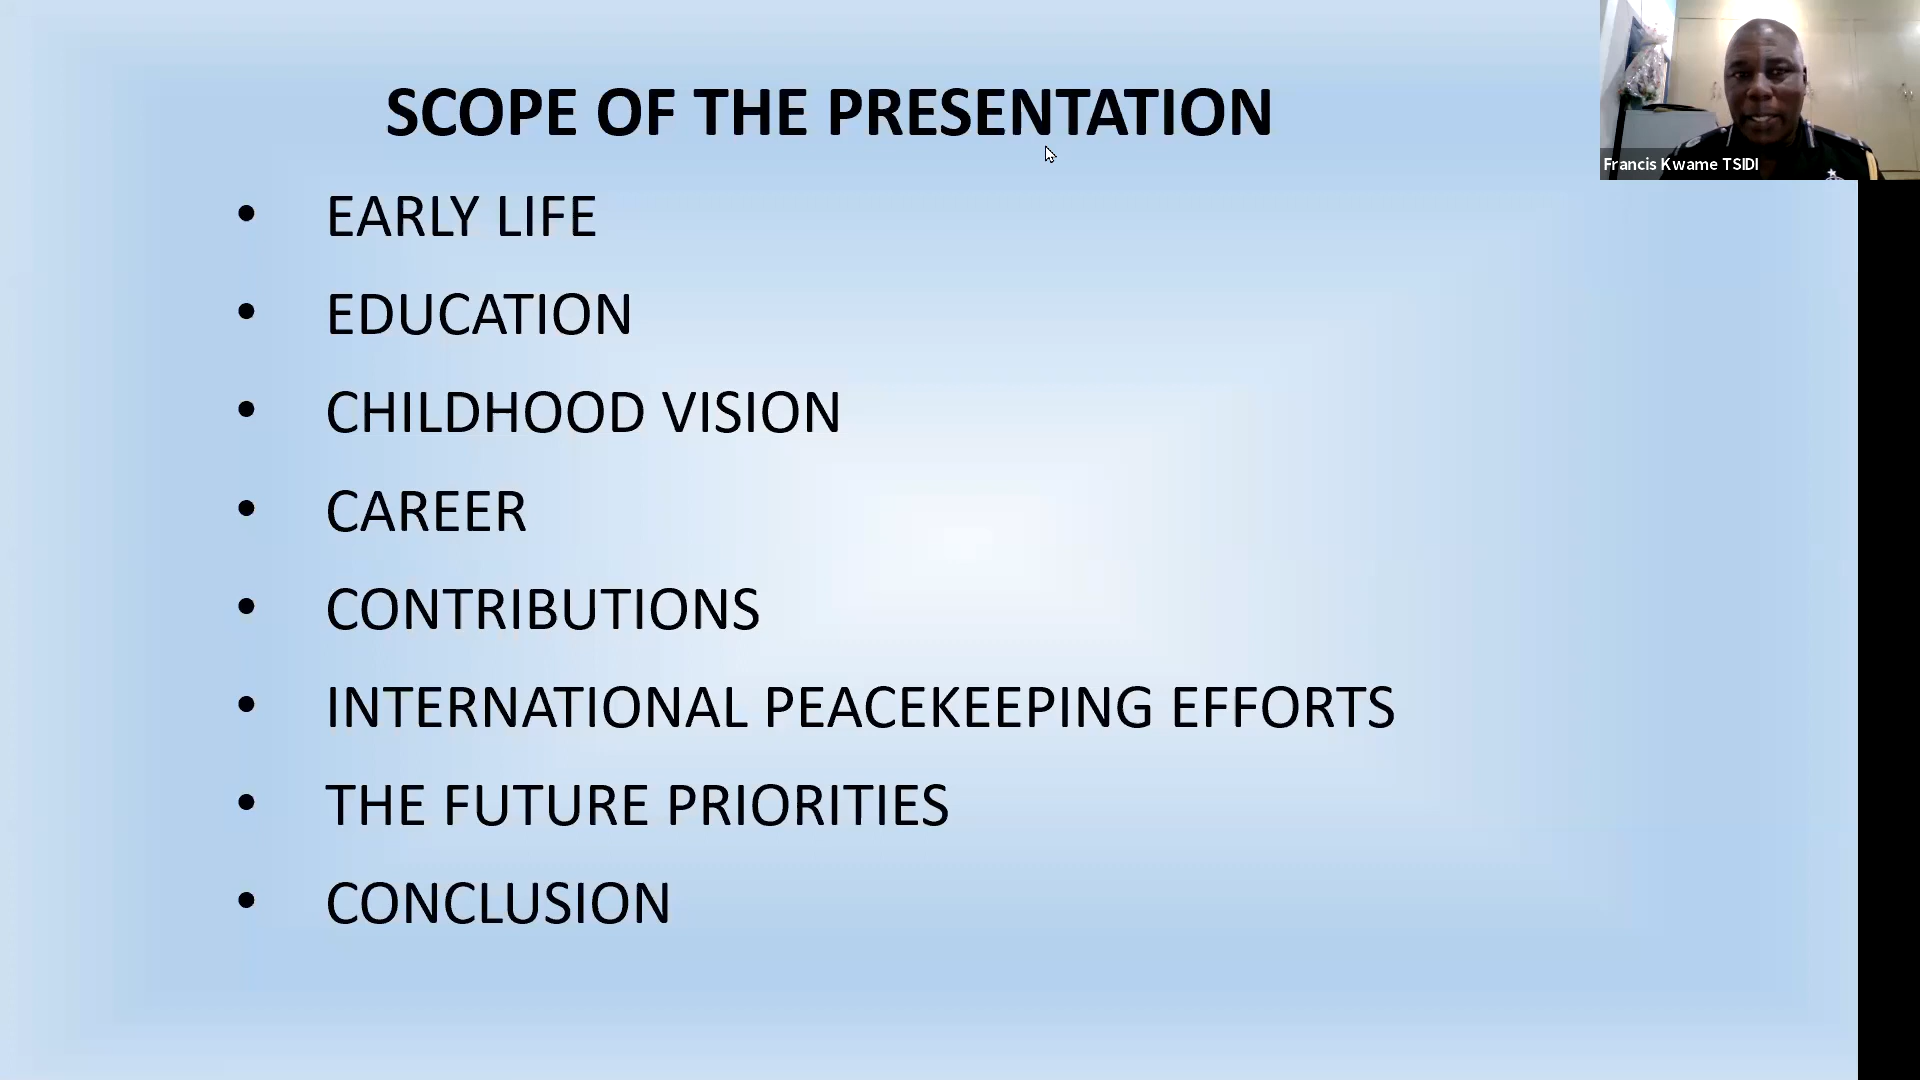 SCOPE OF THE PRESENTATION
• EARLY LIFE
• EDUCATION
• CHILDHOOD VISION
• CAREER
• CONTRIBUTIONS
• INTERNATIONAL PEACEKEEPING EFFORTS
• THE FUTURE PRIORITIES
• CONCLUSION
Francis Kwame TSIDI